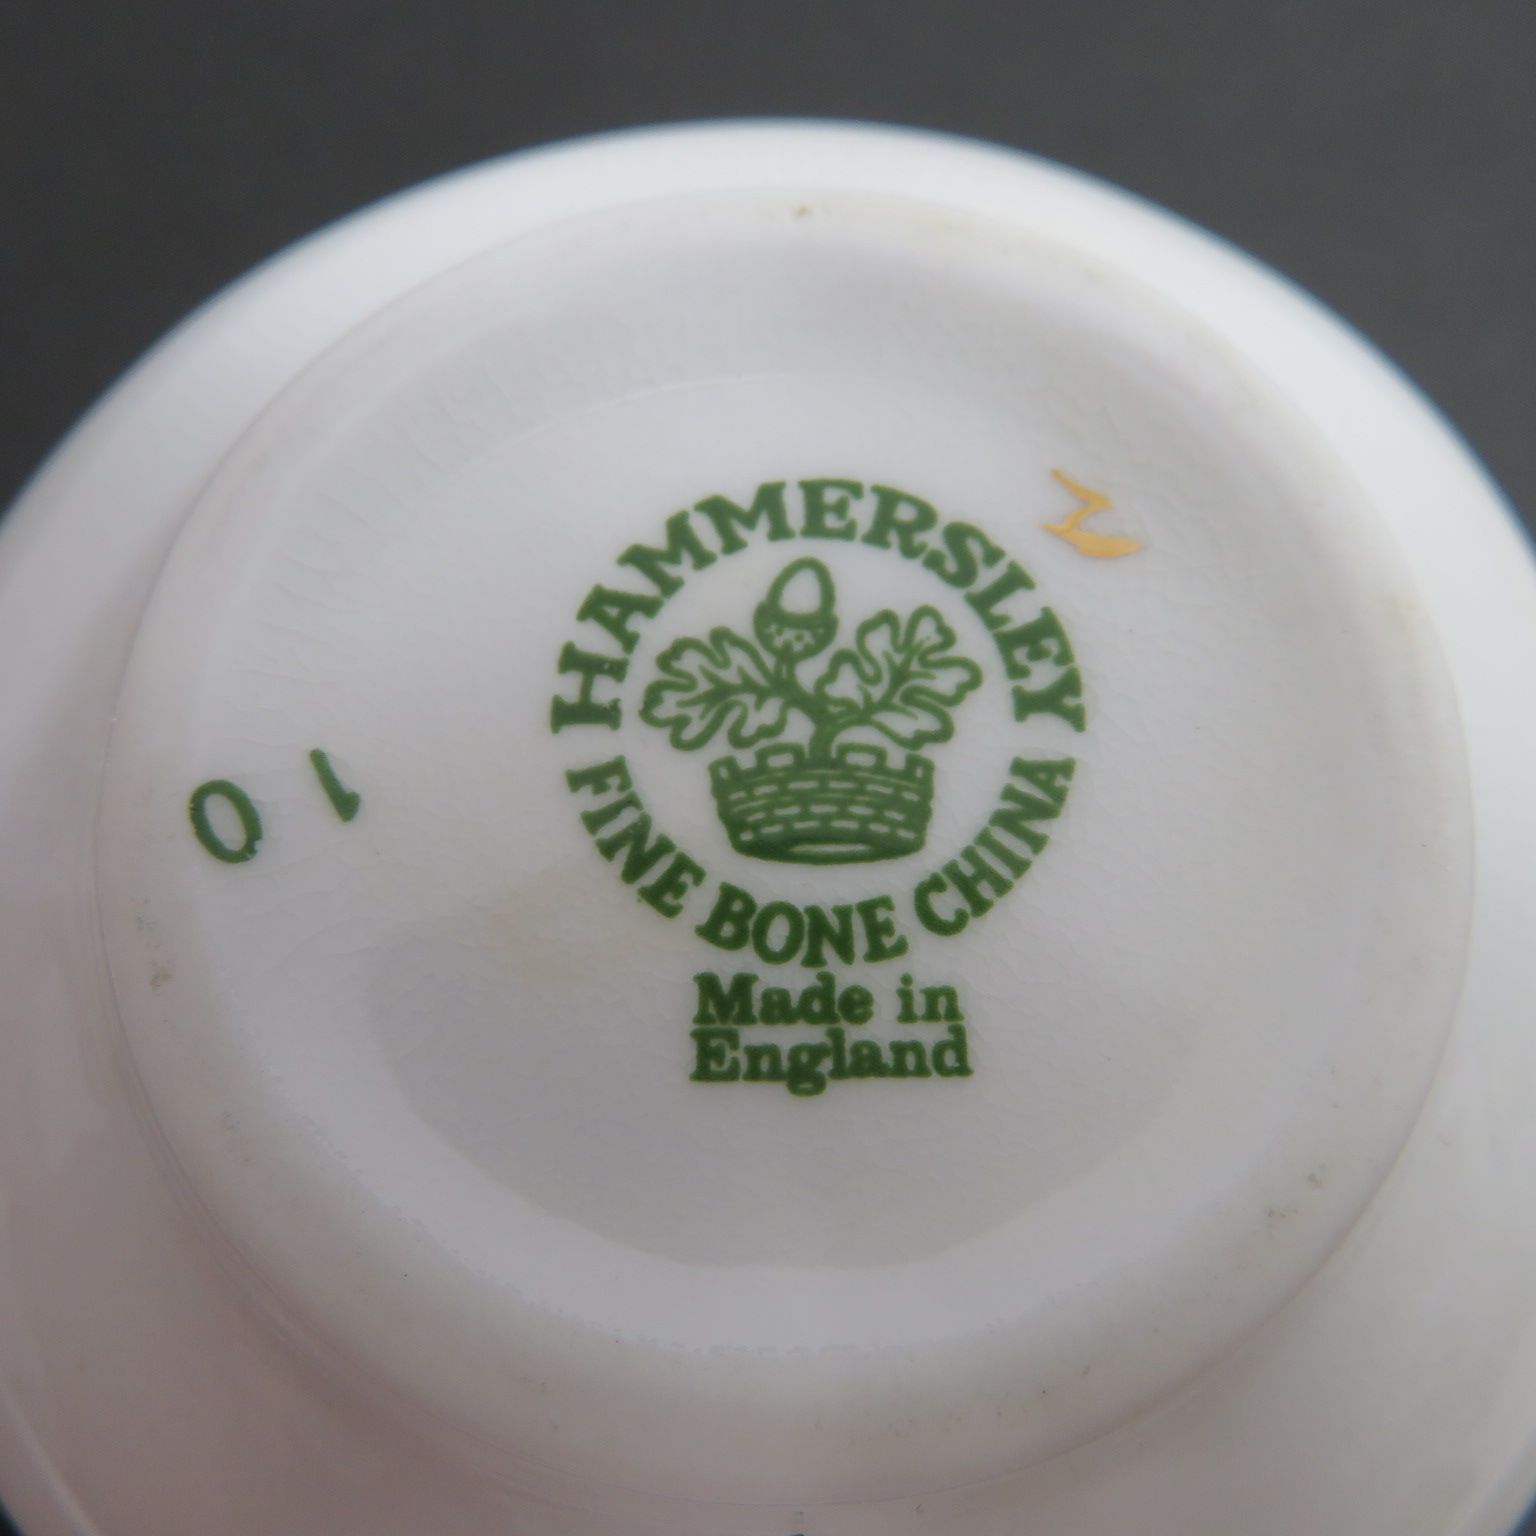 HAMMERSLEY
FINE BONE CHINA
Made in
England
10